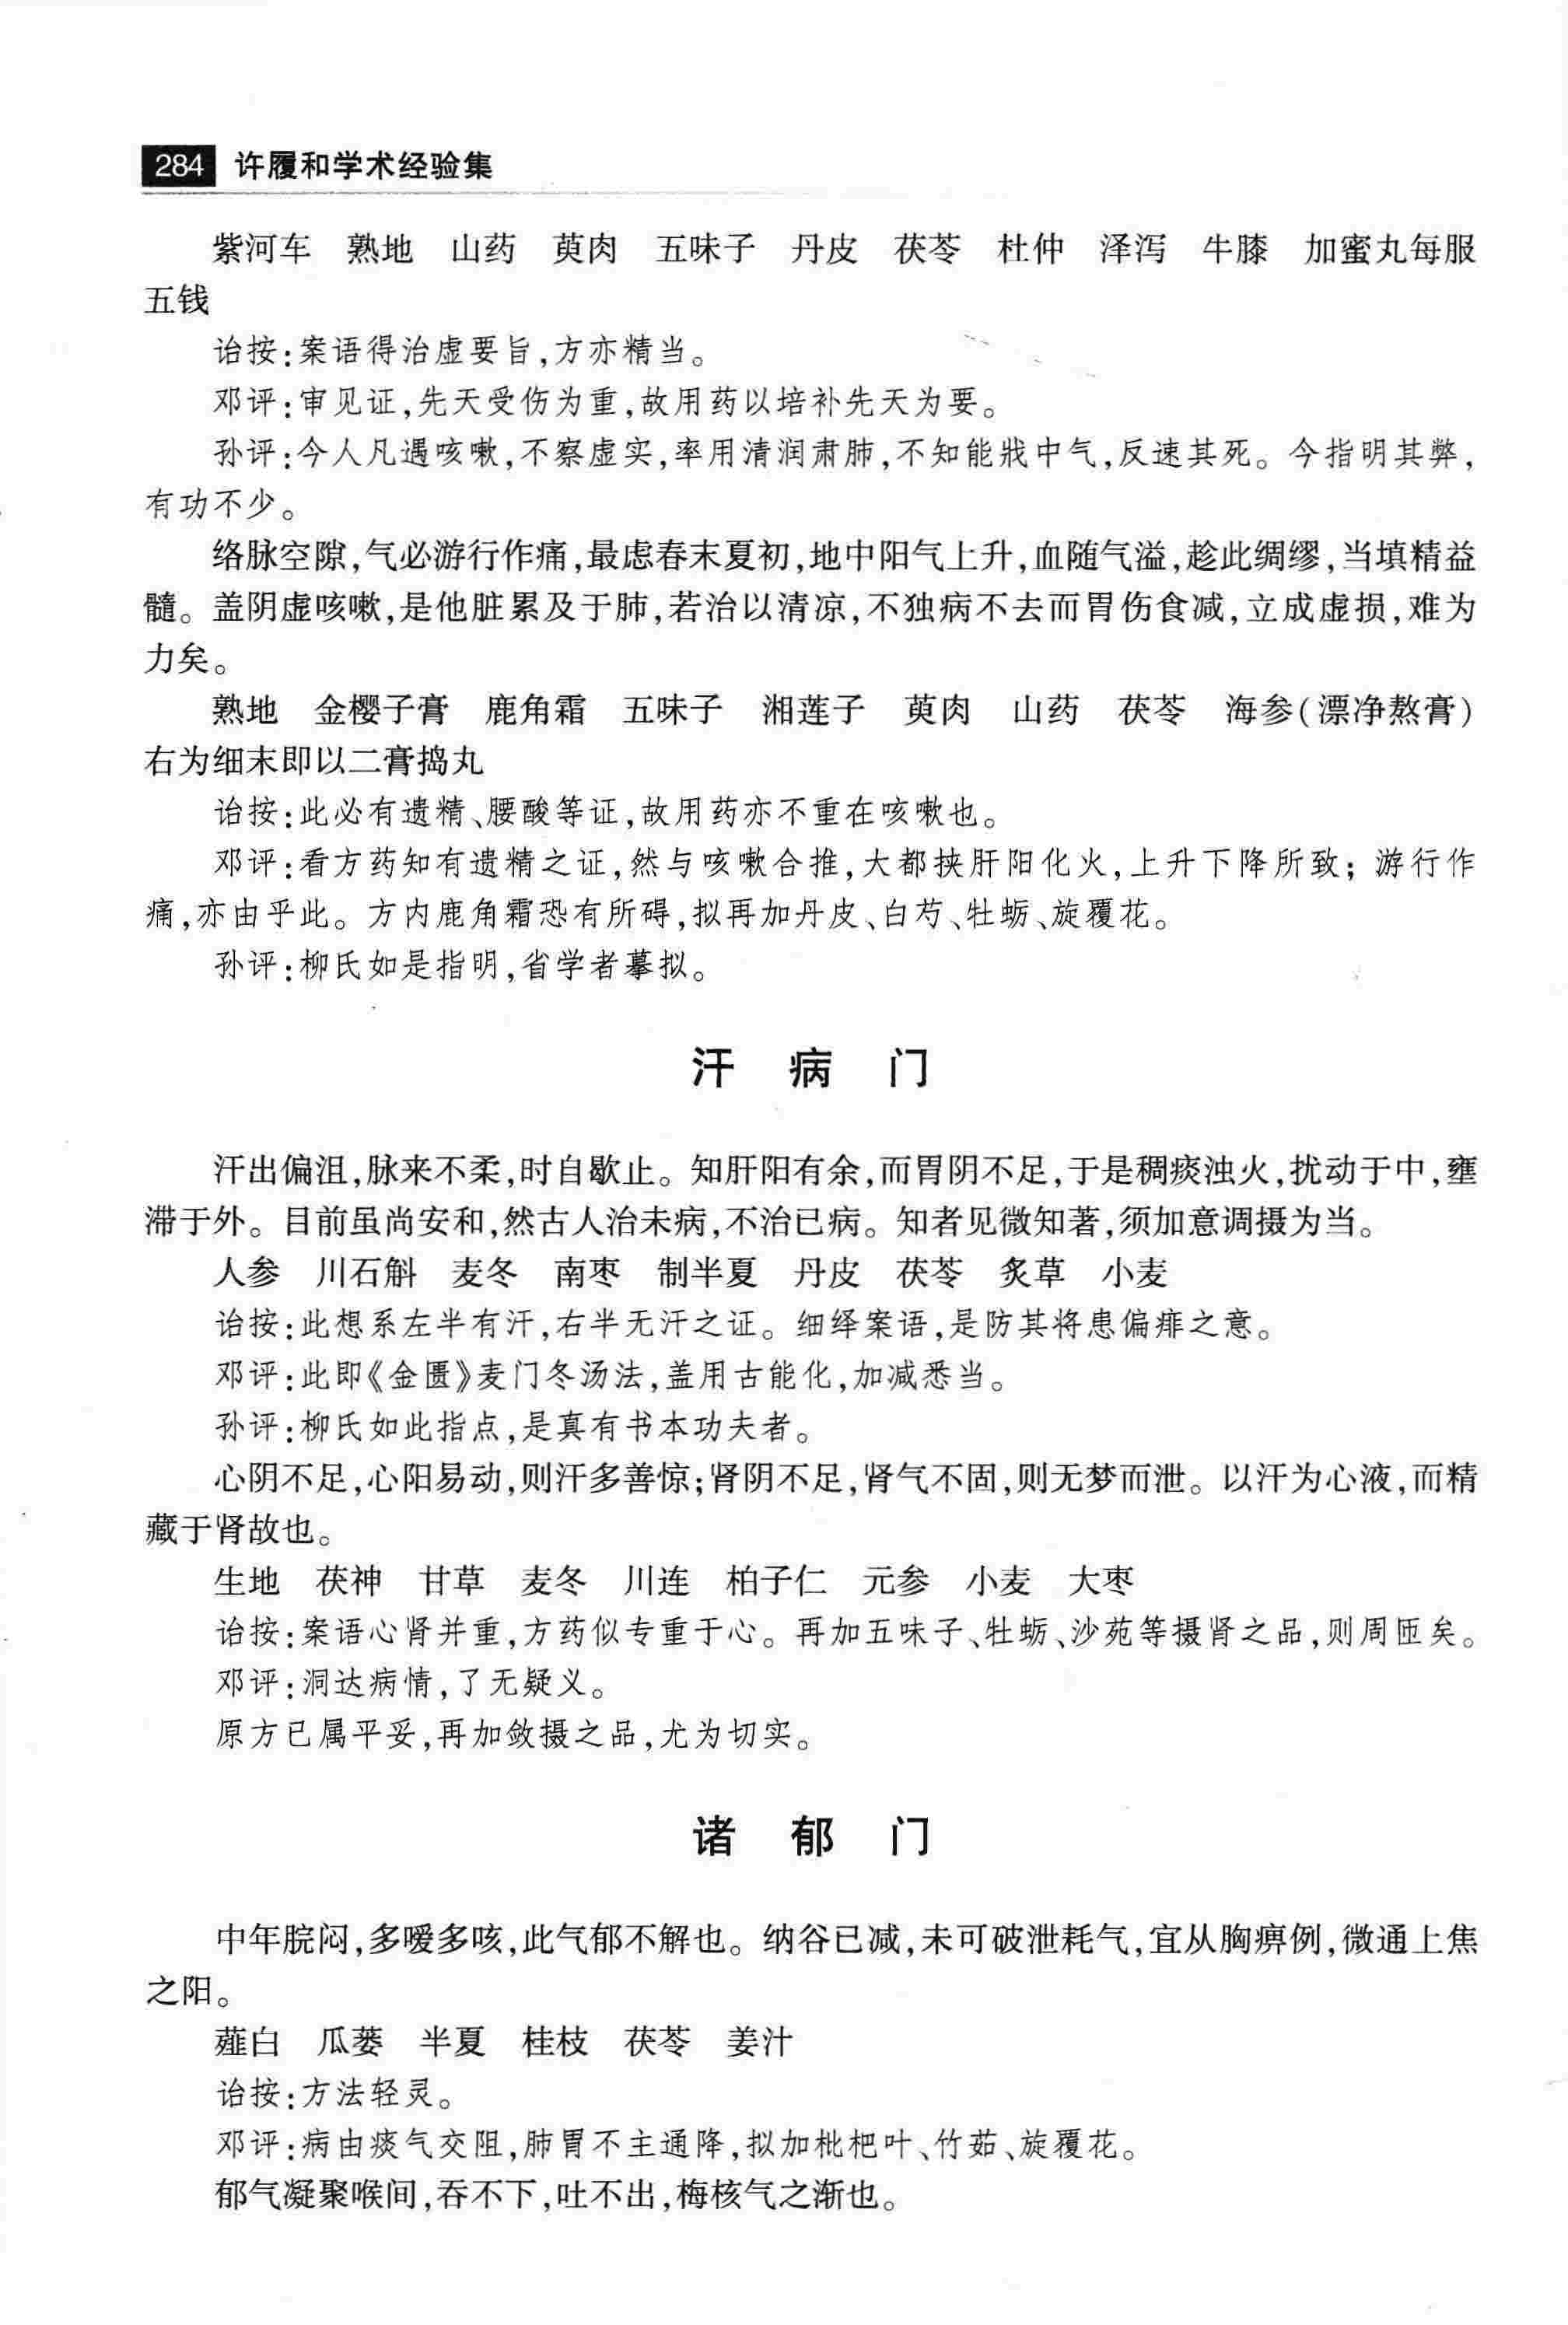 284 许履和学术经验集
紫河车 熟地 山药 萸肉 五味子 丹皮 茯苓 杜仲 泽泻 牛膝 加蜜丸每服
五钱
诒按:案语得治虚要旨,方亦精当。
邓评:审见证,先天受伤为重,故用药以培补先天为要。
孙评:今人凡遇咳嗽,不察虚实,率用清润肃肺,不知能戕中气,反速其死。今指明其弊,
有功不少。
络脉空隙,气必游行作痛,最虑春末夏初,地中阳气上升,血随气溢,趁此绸缪,当填精益
髓。盖阴虚咳嗽,是他脏累及于肺,若治以清凉,不独病不去而胃伤食减,立成虚损,难为
力矣。
熟地 金樱子膏 鹿角霜 五味子 湘莲子 萸肉 山药 茯苓 海参(漂净熬膏)
右为细末即以二膏捣丸
诒按:此必有遗精、腰酸等证,故用药亦不重在咳嗽也。
邓评:看方药知有遗精之证,然与咳嗽合推,大都挟肝阳化火,上升下降所致；游行作
痛,亦由乎此。方内鹿角霜恐有所碍,拟再加丹皮、白芍、牡蛎、旋覆花。
孙评:柳氏如是指明,省学者摹拟。
汗 病 门
汗出偏沮,脉来不柔,时自歇止。知肝阳有余,而胃阴不足,于是稠痰浊火,扰动于中,壅
滞于外。目前虽尚安和,然古人治未病,不治已病。知者见微知著,须加意调摄为当。
人参 川石斛 麦冬 南枣 制半夏 丹皮 茯苓 炙草 小麦
诒按:此想系左半有汗,右半无汗之证。细绎案语,是防其将患偏痱之意。
邓评:此即《金匮》麦门冬汤法,盖用古能化,加减悉当。
孙评:柳氏如此指点,是真有书本功夫者。
心阴不足,心阳易动,则汗多善惊;肾阴不足,肾气不固,则无梦而泄。以汗为心液,而精
藏于肾故也。
生地 茯神 甘草 麦冬 川连 柏子仁 元参 小麦 大枣
诒按:案语心肾并重,方药似专重于心。再加五味子、牡蛎、沙苑等摄肾之品,则周匝矣。
邓评:洞达病情,了无疑义。
原方已属平妥,再加敛摄之品,尤为切实。
诸 郁 门
中年脘闷,多嗳多咳,此气郁不解也。纳谷已减,未可破泄耗气,宜从胸痹例,微通上焦
之阳。
薤白 瓜蒌 半夏 桂枝 茯苓 姜汁
诒按:方法轻灵。
邓评:病由痰气交阻,肺胃不主通降,拟加枇杷叶、竹茹、旋覆花。
郁气凝聚喉间,吞不下,吐不出,梅核气之渐也。